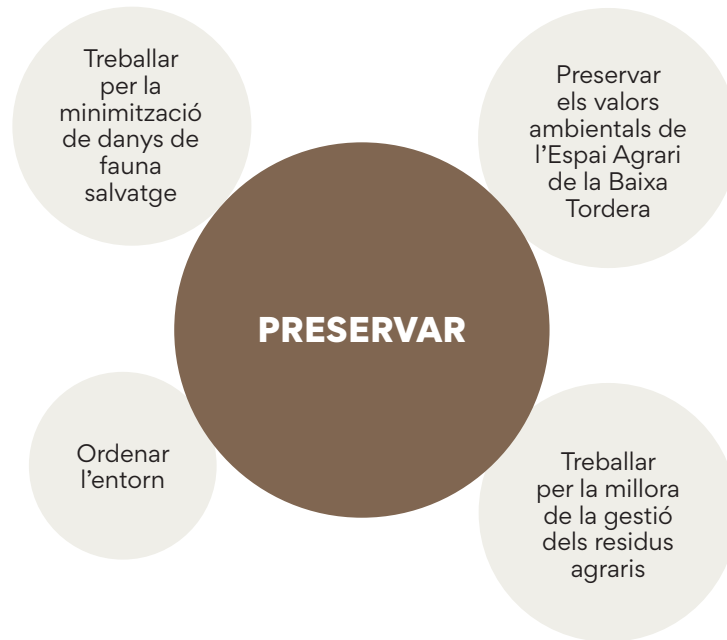 Treballar
per la
minimització
de danys de
fauna
salvatge
Preservar
els valors
ambientals de
l’Espai Agrari
de la Baixa
Tordera
PRESERVAR
Ordenar
l’entorn
Treballar
per la millora
de la gestió
dels residus
agraris